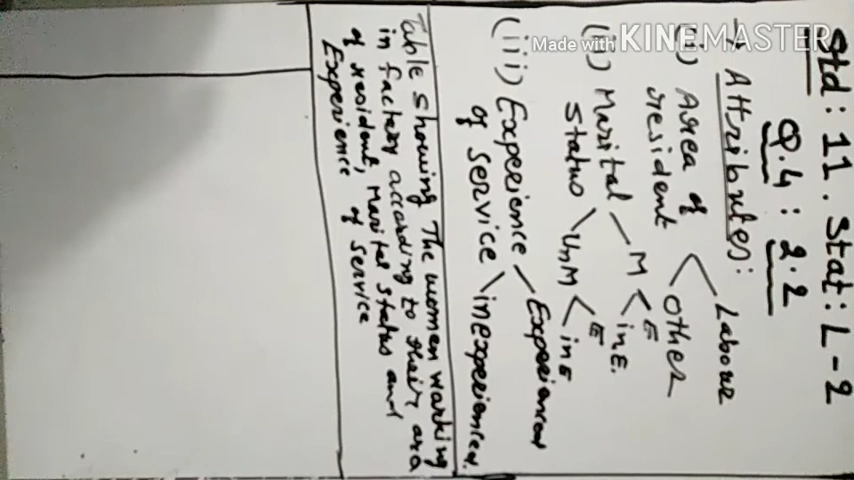 Made with KINEMASTER
Std: 11. Stat: L-2
Q.4: 2.2
→ Attributes:
(i) Area of resident < Labour
Other
(ii) Marital status M < E
inE.
UnM < E
inE
(iii) Experience of Service Experienced
inexperienced.
Table showing The women working
in factory according to their area
of resident, Marital status and
Experience of Service